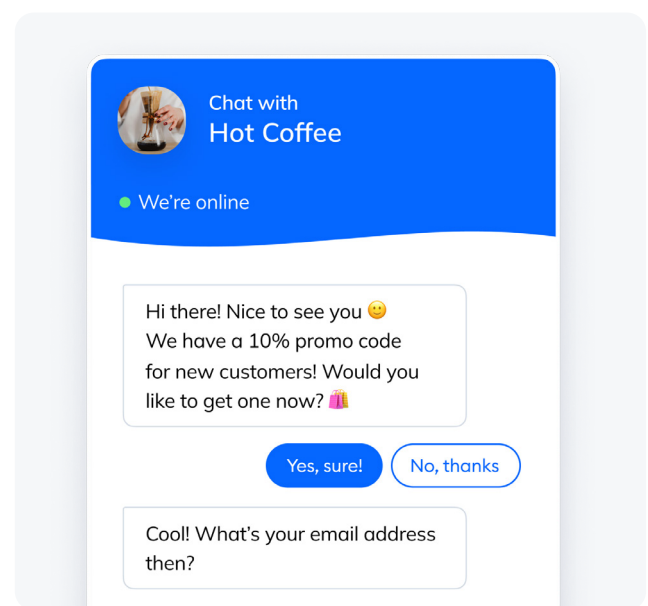 Chat with
Hot Coffee
We’re online
Hi there! Nice to see you 🙂
We have a 10% promo code
for new customers! Would you
like to get one now? 🛍️
Yes, sure!
No, thanks
Cool! What’s your email address
then?